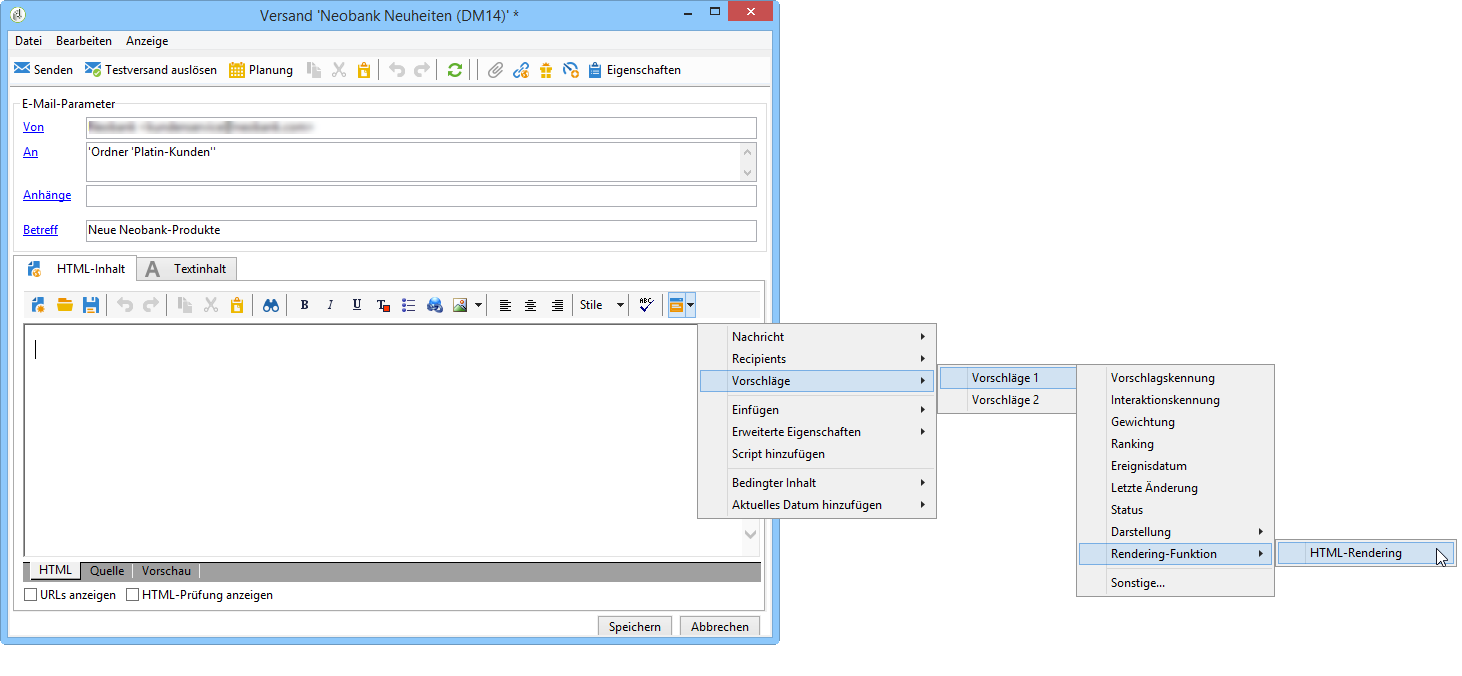 Versand 'Neobank Neuheiten (DM14)' *
Datei Bearbeiten Anzeige
Senden Testversand auslösen Planung Eigenschaften
E-Mail-Parameter
Von
An 'Ordner 'Platin-Kunden''
Anhänge
Betreff Neue Neobank-Produkte
HTML-Inhalt A Textinhalt
B I U T Stile ABC
Nachricht
Recipients
Vorschläge
Einfügen
Erweiterte Eigenschaften
Script hinzufügen
Bedingter Inhalt
Aktuelles Datum hinzufügen
Vorschläge 1
Vorschläge 2
Vorschlagskennung
Interaktionskennung
Gewichtung
Ranking
Ereignisdatum
Letzte Änderung
Status
Darstellung
Rendering-Funktion
Sonstige...
HTML-Rendering
HTML Quelle Vorschau
URLs anzeigen HTML-Prüfung anzeigen
Speichern Abbrechen